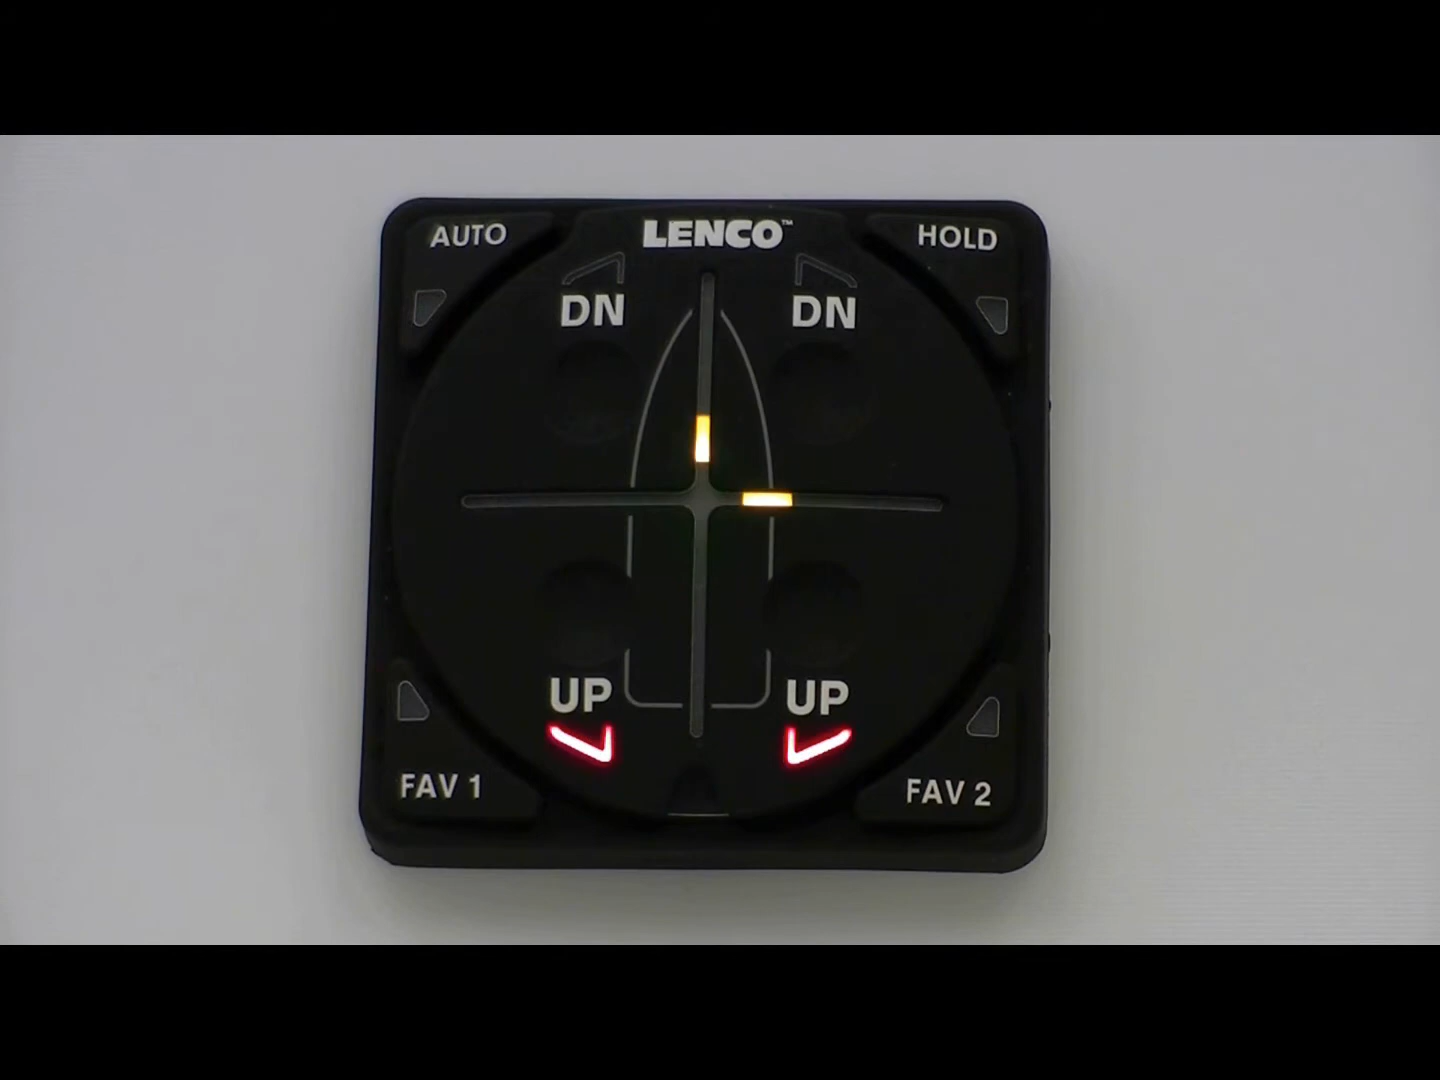 AUTO
LENCO™
HOLD
DN
DN
UP
UP
FAV 1
FAV 2